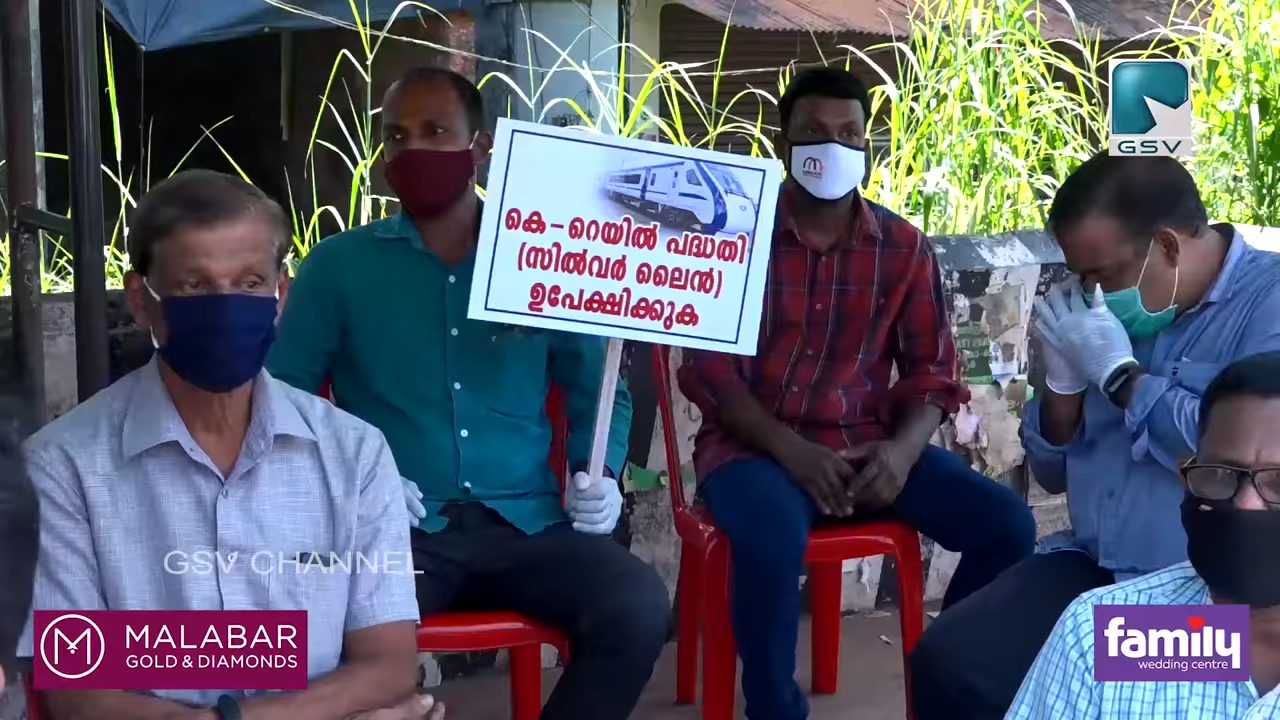 GSV
കെ-റെയിൽ പദ്ധതി
(സിൽവർ ലൈൻ)
ഉപേക്ഷിക്കുക
GSV CHANNEL
MALABAR
GOLD & DIAMONDS
family
wedding centre